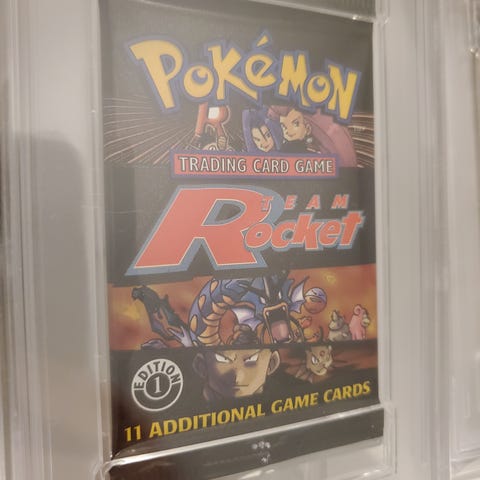 POKéMON
TRADING CARD GAME
TEAM
Rocket
EDITION
1
11 ADDITIONAL GAME CARDS